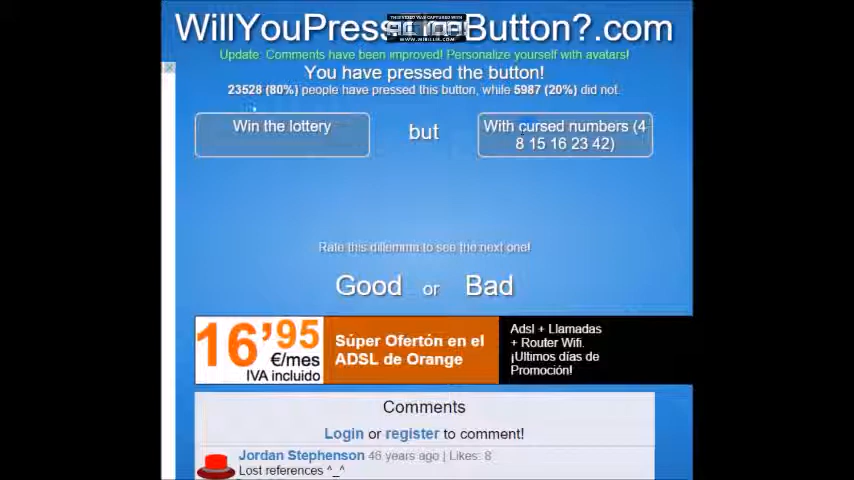 WillYouPress Button?.com
Update: Comments have been improved! Personalize yourself with avatars!
You have pressed the button!
23528 (80%) people have pressed this button, while 5987 (20%) did not.
Win the lottery
but
With cursed numbers (4
8 15 16 23 42)
Rate this dilemma to see the next one!
Good or Bad
16'95
€/mes
IVA incluido
Súper Ofertón en el
ADSL de Orange
Adsl + Llamadas
+ Router Wifi.
¡Ultimos días de
Promoción!
Comments
Login or register to comment!
Jordan Stephenson 46 years ago | Likes: 8
Lost references ^_^